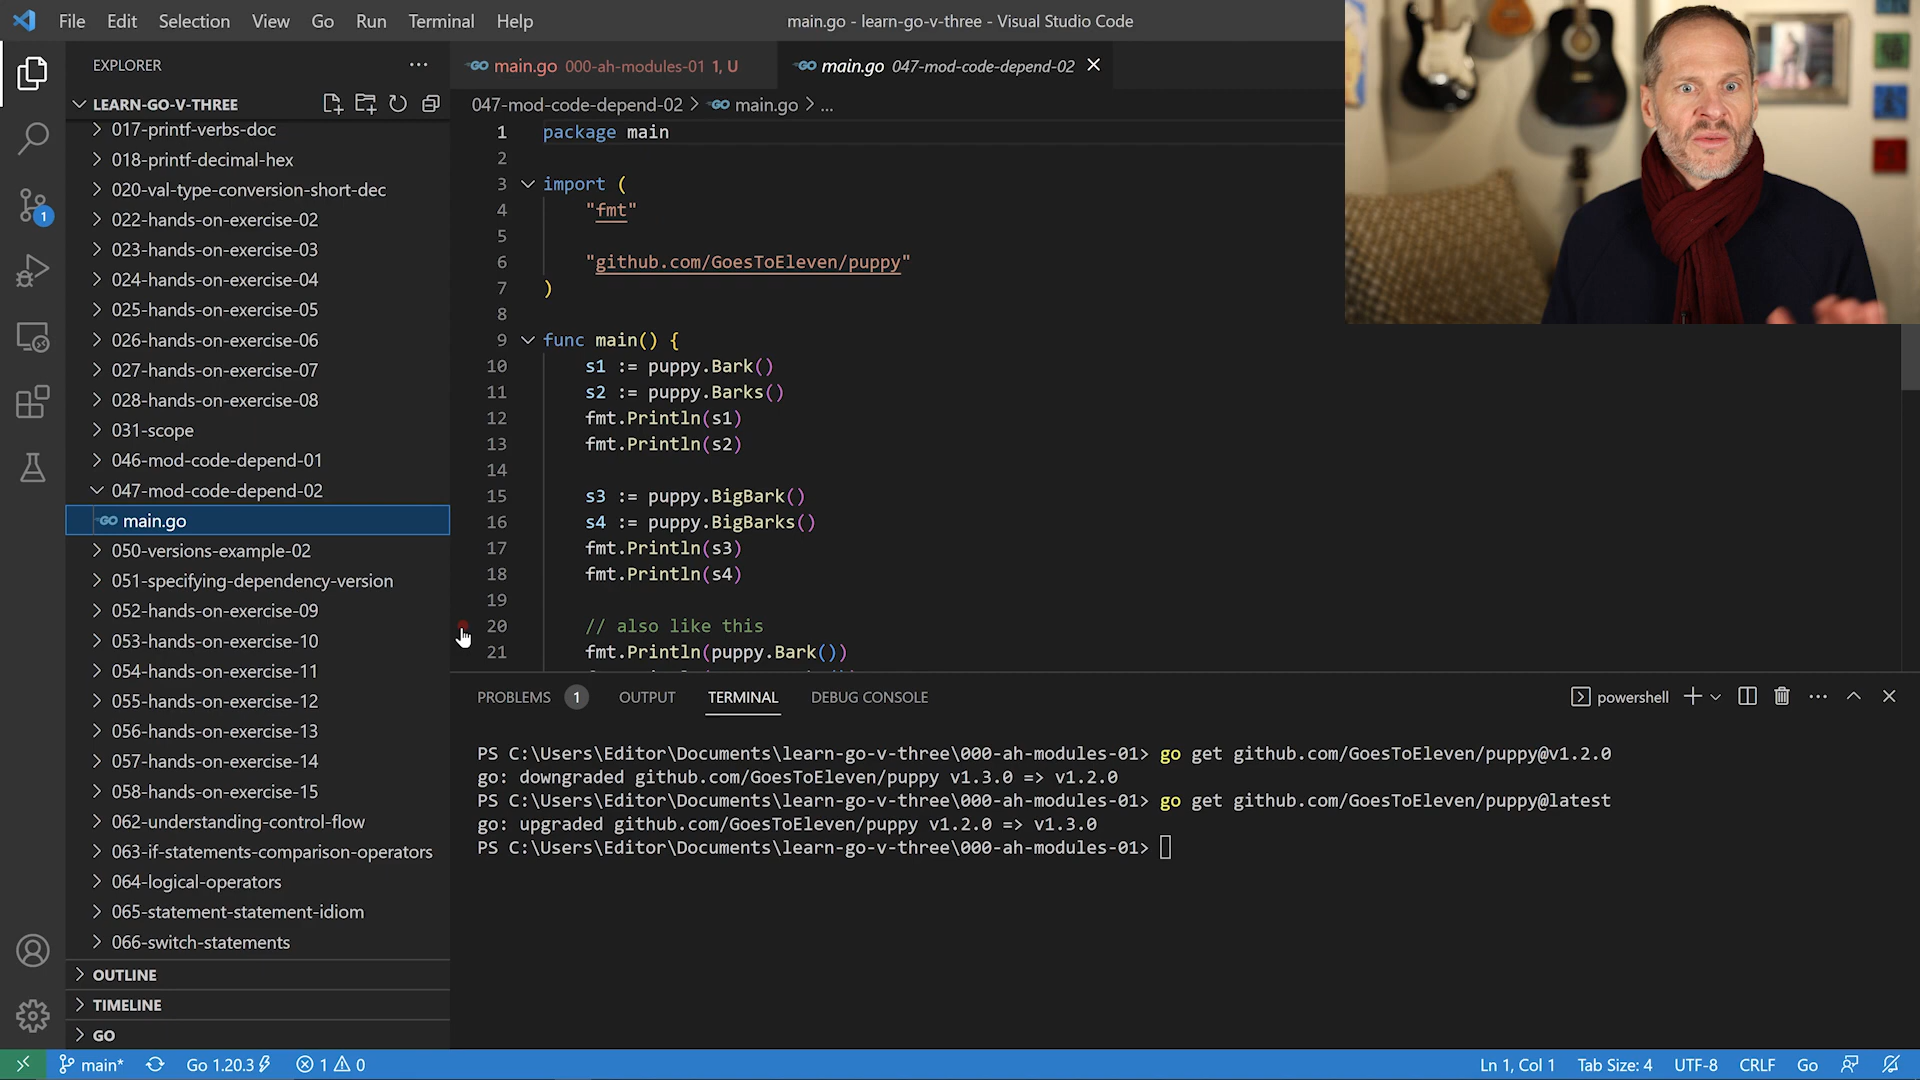 File Edit Selection View Go Run Terminal Help
main.go - learn-go-v-three - Visual Studio Code
EXPLORER
LEARN-GO-V-THREE
017-printf-verbs-doc
018-printf-decimal-hex
020-val-type-conversion-short-dec
022-hands-on-exercise-02
023-hands-on-exercise-03
024-hands-on-exercise-04
025-hands-on-exercise-05
026-hands-on-exercise-06
027-hands-on-exercise-07
028-hands-on-exercise-08
031-scope
046-mod-code-depend-01
047-mod-code-depend-02
main.go
050-versions-example-02
051-specifying-dependency-version
052-hands-on-exercise-09
053-hands-on-exercise-10
054-hands-on-exercise-11
055-hands-on-exercise-12
056-hands-on-exercise-13
057-hands-on-exercise-14
058-hands-on-exercise-15
062-understanding-control-flow
063-if-statements-comparison-operators
064-logical-operators
065-statement-statement-idiom
066-switch-statements
OUTLINE
TIMELINE
GO
1
main.go 000-ah-modules-01 1, U
main.go 047-mod-code-depend-02
047-mod-code-depend-02 > main.go > ...
1 package main
2
3 import (
4 "fmt"
5
6 "github.com/GoesToEleven/puppy"
7 )
8
9 func main() {
10 s1 := puppy.Bark()
11 s2 := puppy.Barks()
12 fmt.Println(s1)
13 fmt.Println(s2)
14
15 s3 := puppy.BigBark()
16 s4 := puppy.BigBarks()
17 fmt.Println(s3)
18 fmt.Println(s4)
19
20 // also like this
21 fmt.Println(puppy.Bark())
PROBLEMS 1 OUTPUT TERMINAL DEBUG CONSOLE
powershell
PS C:\Users\Editor\Documents\learn-go-v-three\000-ah-modules-01> go get github.com/GoesToEleven/puppy@v1.2.0
go: downgraded github.com/GoesToEleven/puppy v1.3.0 => v1.2.0
PS C:\Users\Editor\Documents\learn-go-v-three\000-ah-modules-01> go get github.com/GoesToEleven/puppy@latest
go: upgraded github.com/GoesToEleven/puppy v1.2.0 => v1.3.0
PS C:\Users\Editor\Documents\learn-go-v-three\000-ah-modules-01>
main* Go 1.20.3 1 0
Ln 1, Col 1 Tab Size: 4 UTF-8 CRLF Go